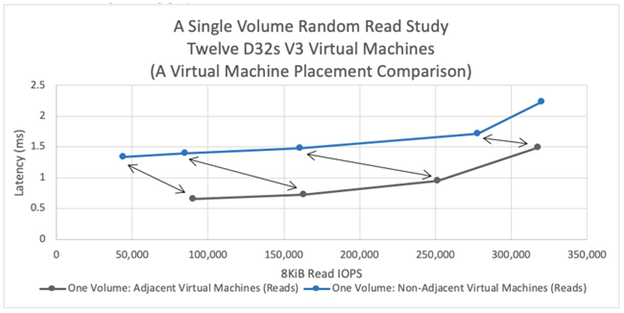 A Single Volume Random Read Study
Twelve D32s V3 Virtual Machines
(A Virtual Machine Placement Comparison)
2.5
2
1.5
1
0.5
0
Latency (ms)
0 50,000 100,000 150,000 200,000 250,000 300,000 350,000
8KiB Read IOPS
One Volume: Adjacent Virtual Machines (Reads) One Volume: Non-Adjacent Virtual Machines (Reads)